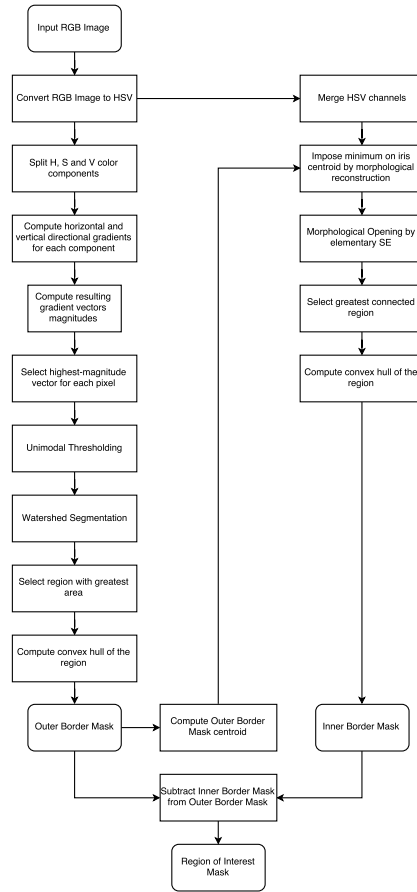 Input RGB Image
Convert RGB Image to HSV
Merge HSV channels
Split H, S and V color
components
Impose minimum on iris
centroid by morphological
reconstruction
Compute horizontal and
vertical directional gradients
for each component
Morphological Opening by
elementary SE
Compute resulting
gradient vectors
magnitudes
Select greatest connected
region
Select highest-magnitude
vector for each pixel
Compute convex hull of the
region
Unimodal Thresholding
Watershed Segmentation
Select region with greatest
area
Compute convex hull of the
region
Outer Border Mask
Compute Outer Border
Mask centroid
Inner Border Mask
Subtract Inner Border Mask
from Outer Border Mask
Region of Interest
Mask